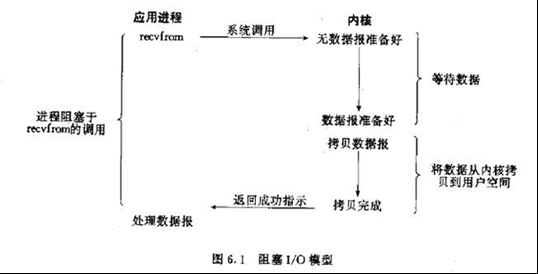 应用进程
内核
recvfrom
系统调用
无数据报准备好
等待数据
进程阻塞于
recvfrom的调用
数据报准备好
拷贝数据报
将数据从内核拷
贝到用户空间
返回成功指示
拷贝完成
处理数据报
图 6.1 阻塞 I/O 模型